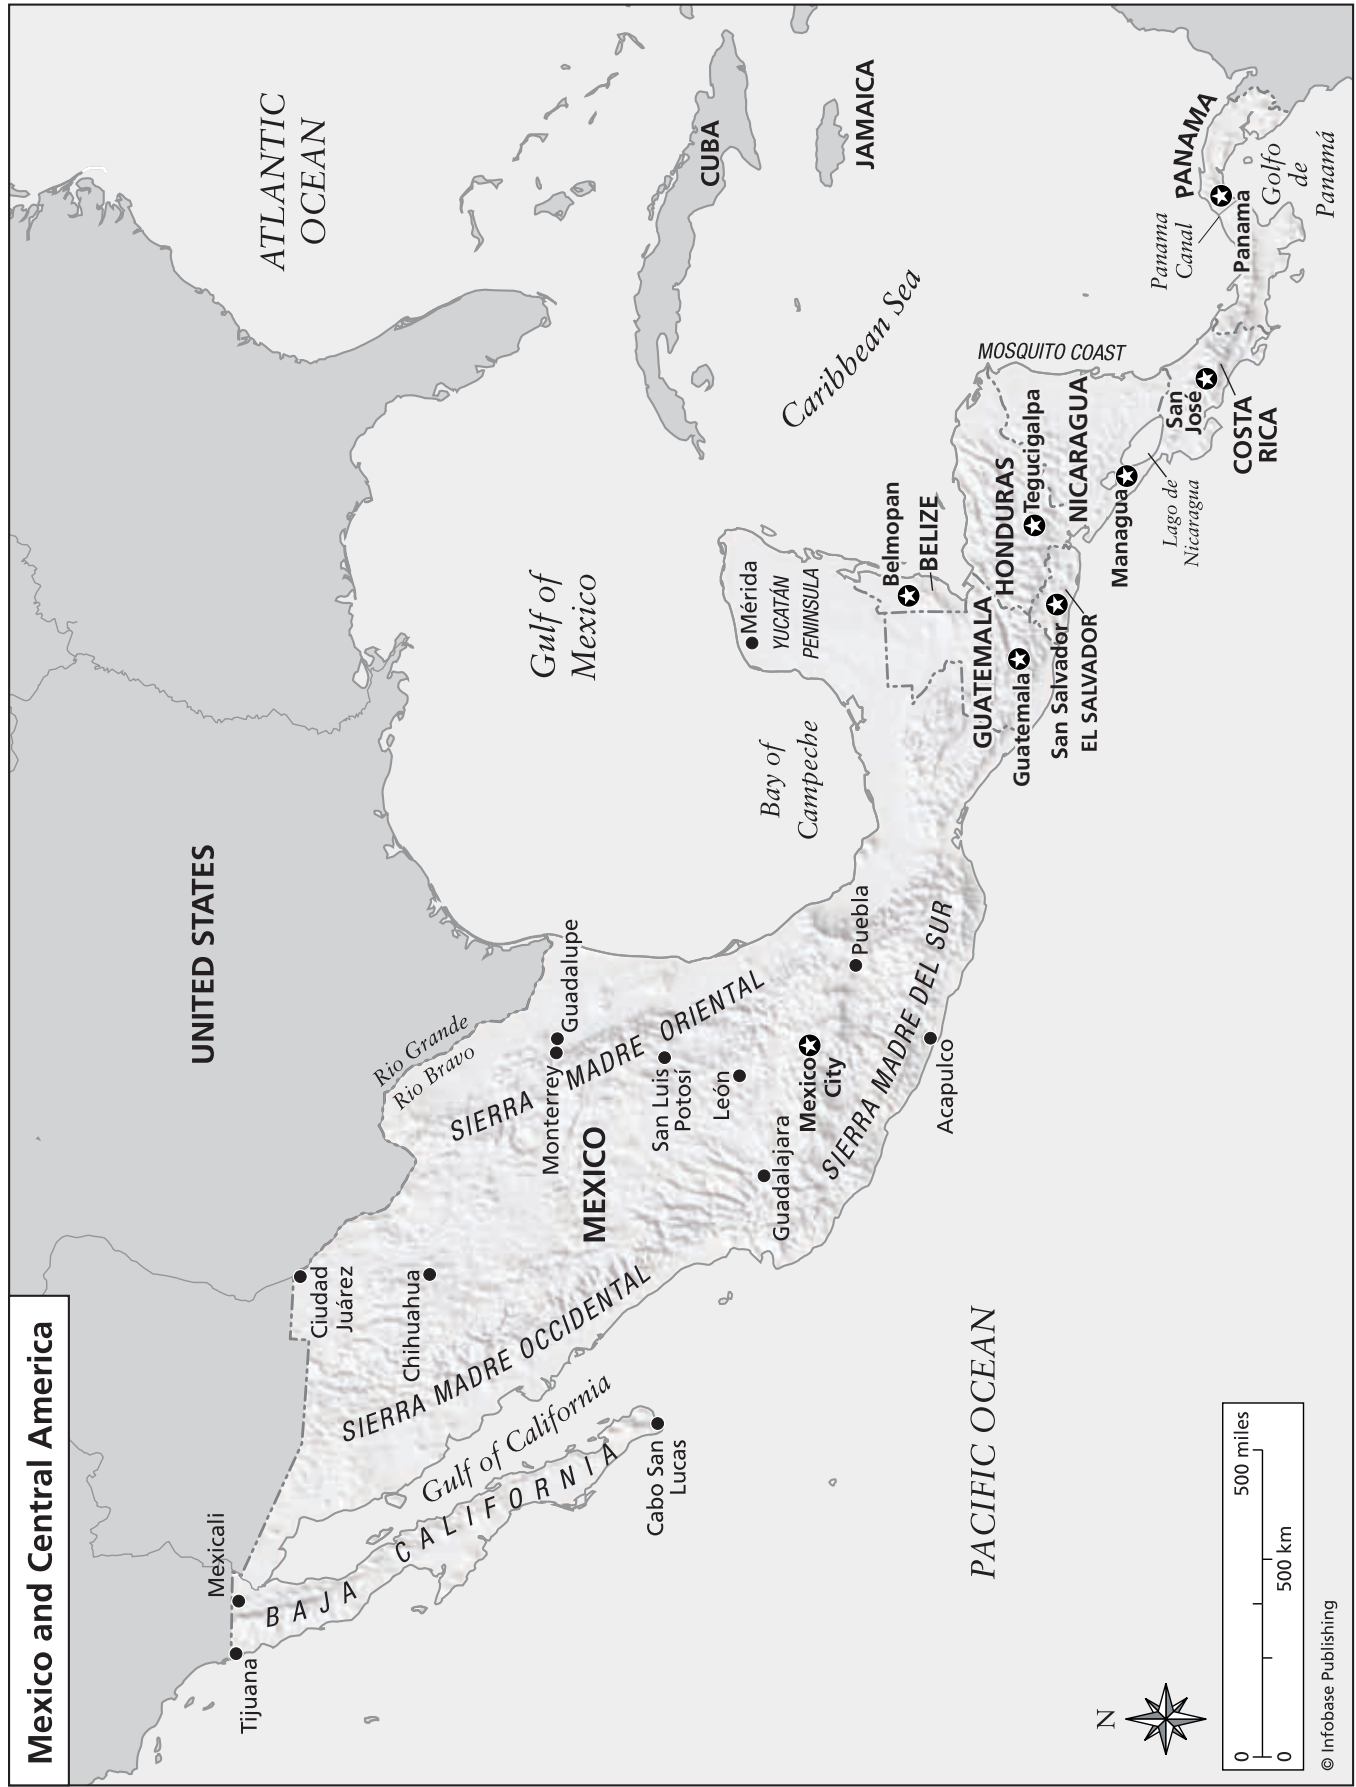 Mexico and Central America
UNITED STATES
ATLANTIC
OCEAN
Tijuana
Mexicali
Ciudad
Juárez
Chihuahua
Rio Grande
Rio Bravo
BAJA CALIFORNIA
Gulf of California
Cabo San
Lucas
SIERRA MADRE OCCIDENTAL
MEXICO
SIERRA MADRE ORIENTAL
Monterrey
Guadalupe
San Luis
Potosí
León
Guadalajara
Mexico
City
Puebla
SIERRA MADRE DEL SUR
Acapulco
Gulf of
Mexico
Bay of
Campeche
Mérida
YUCATÁN
PENINSULA
CUBA
JAMAICA
Caribbean Sea
Belmopan
BELIZE
GUATEMALA
Guatemala
HONDURAS
Tegucigalpa
San Salvador
EL SALVADOR
NICARAGUA
MOSQUITO COAST
Managua
Lago de
Nicaragua
San
José
COSTA
RICA
PANAMA
Panama
Canal
Panama
Golfo
de
Panamá
PACIFIC OCEAN
N
0 500 miles
0 500 km
© Infobase Publishing